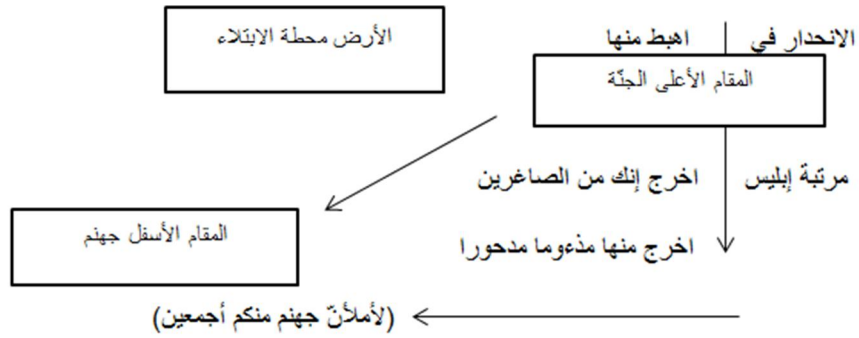 الأرض محطة الابتلاء
الانحدار في
اهبط منها
المقام الأعلى الجنّة
مرتبة إبليس
اخرج إنك من الصاغرين
المقام الأسفل جهنم
اخرج منها مذءوما مدحورا
(لأملأنّ جهنم منكم أجمعين)